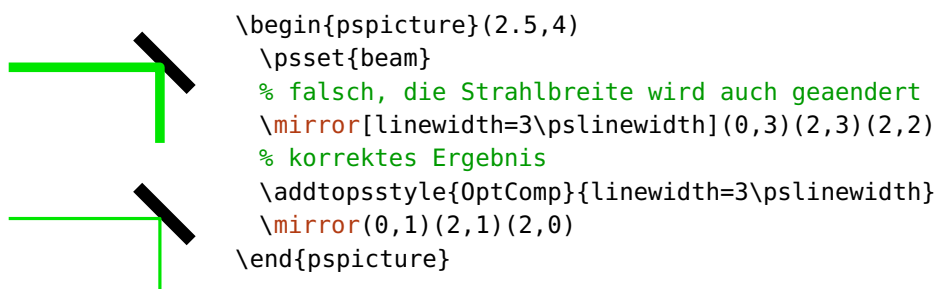 \begin{pspicture}(2.5,4)
\psset{beam}
% falsch, die Strahlbreite wird auch geaendert
\mirror[linewidth=3\pslinewidth](0,3)(2,3)(2,2)
% korrektes Ergebnis
\addtopsstyle{OptComp}{linewidth=3\pslinewidth}
\mirror(0,1)(2,1)(2,0)
\end{pspicture}